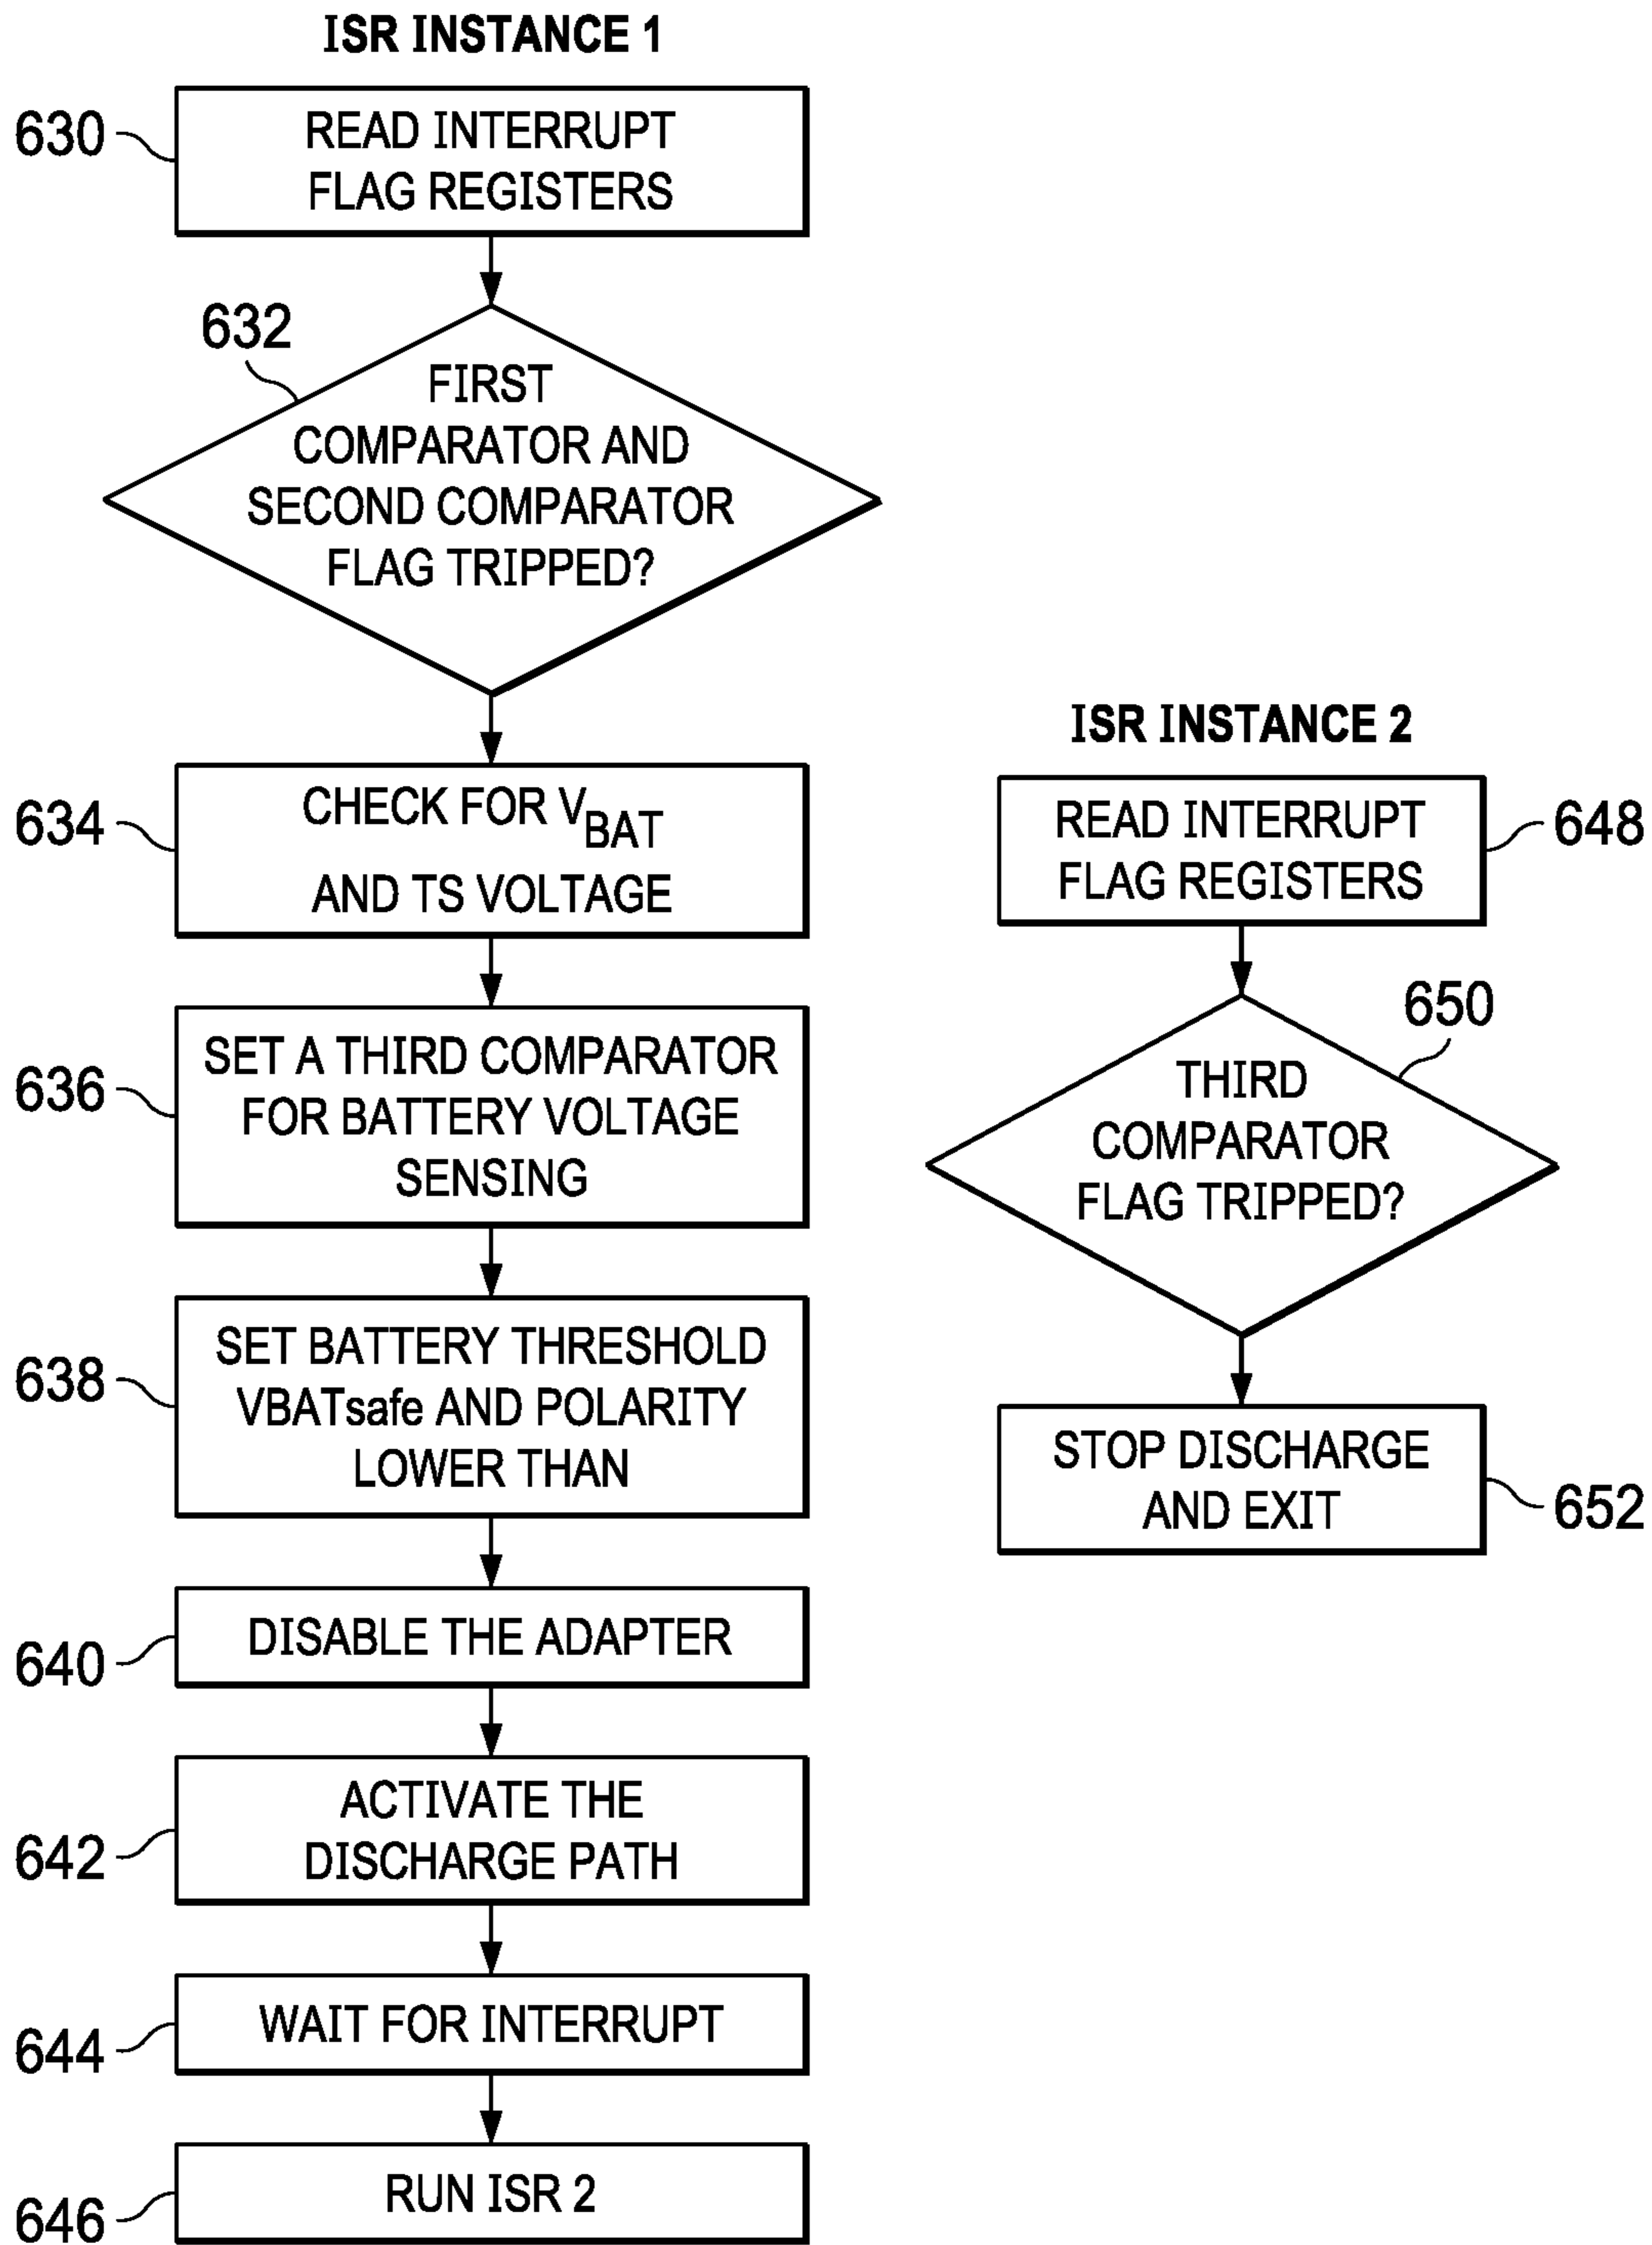 ISR INSTANCE 1
630
READ INTERRUPT
FLAG REGISTERS
632
FIRST
COMPARATOR AND
SECOND COMPARATOR
FLAG TRIPPED?
634
CHECK FOR VBAT
AND TS VOLTAGE
636
SET A THIRD COMPARATOR
FOR BATTERY VOLTAGE
SENSING
638
SET BATTERY THRESHOLD
VBATsafe AND POLARITY
LOWER THAN
640
DISABLE THE ADAPTER
642
ACTIVATE THE
DISCHARGE PATH
644
WAIT FOR INTERRUPT
646
RUN ISR 2
ISR INSTANCE 2
READ INTERRUPT
FLAG REGISTERS
648
650
THIRD
COMPARATOR
FLAG TRIPPED?
STOP DISCHARGE
AND EXIT
652